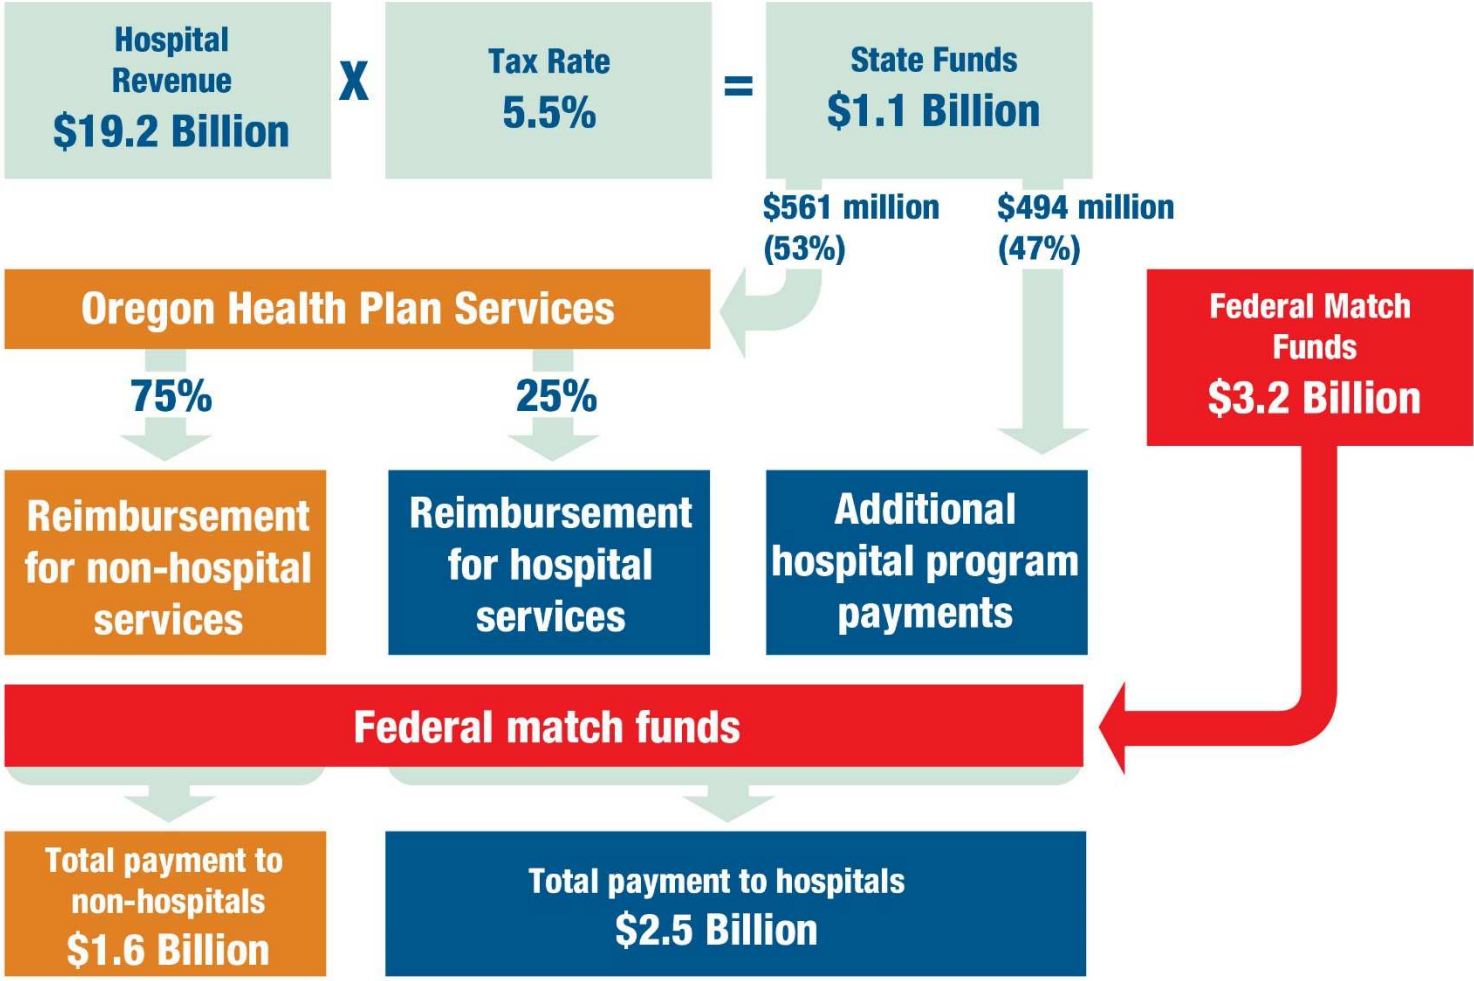 Hospital
Revenue
$19.2 Billion
X
Tax Rate
5.5%
=
State Funds
$1.1 Billion
$561 million
(53%)
$494 million
(47%)
Oregon Health Plan Services
Federal Match
Funds
$3.2 Billion
75%
25%
Reimbursement
for non-hospital
services
Reimbursement
for hospital
services
Additional
hospital program
payments
Federal match funds
Total payment to
non-hospitals
$1.6 Billion
Total payment to hospitals
$2.5 Billion